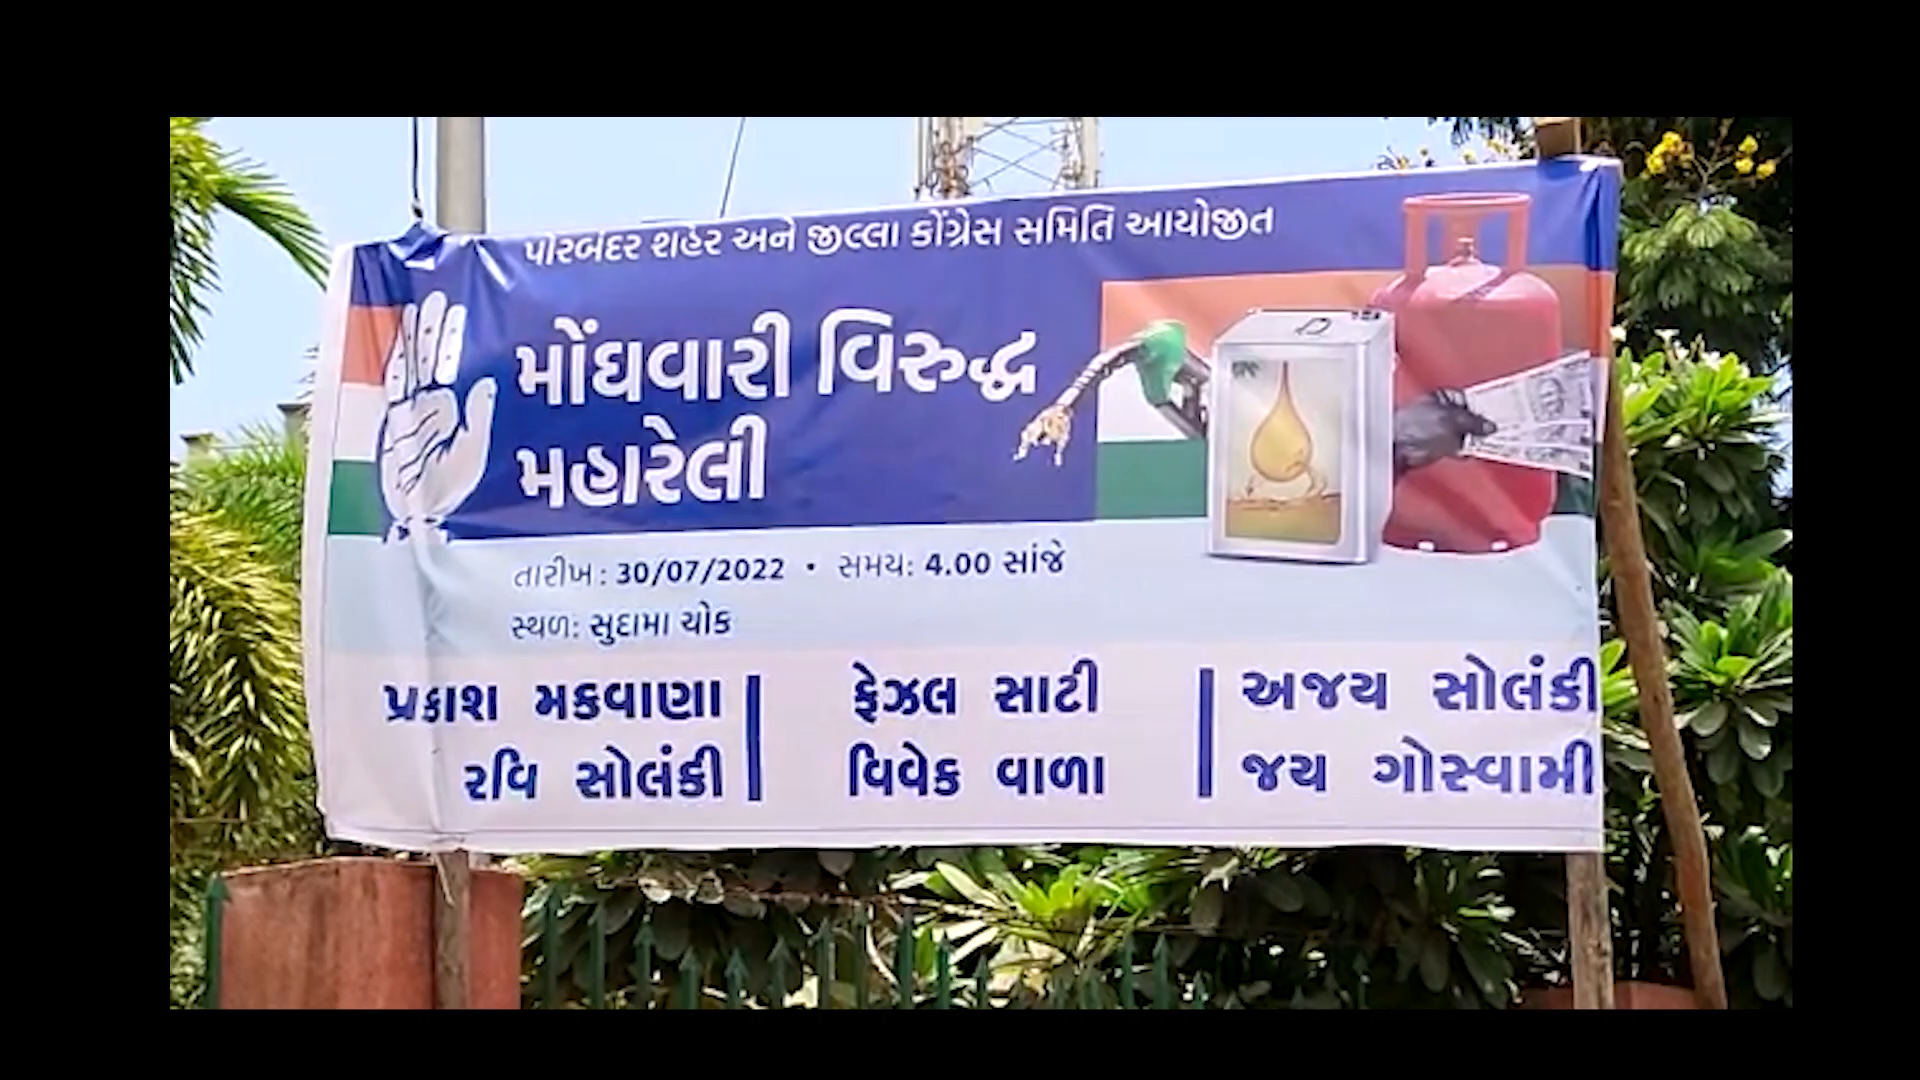 પોરબંદર શહેર અને જીલ્લા કોંગ્રેસ સમિતિ આયોજીત
મોંઘવારી વિરુદ્ધ
મહારેલી
તારીખ : 30/07/2022 • સમય: 4.00 સાંજે
સ્થળ: સુદામા ચોક
પ્રકાશ મકવાણા | ફેઝલ સાટી | અજય સોલંકી
રવિ સોલંકી | વિવેક વાળા | જય ગોસ્વામી